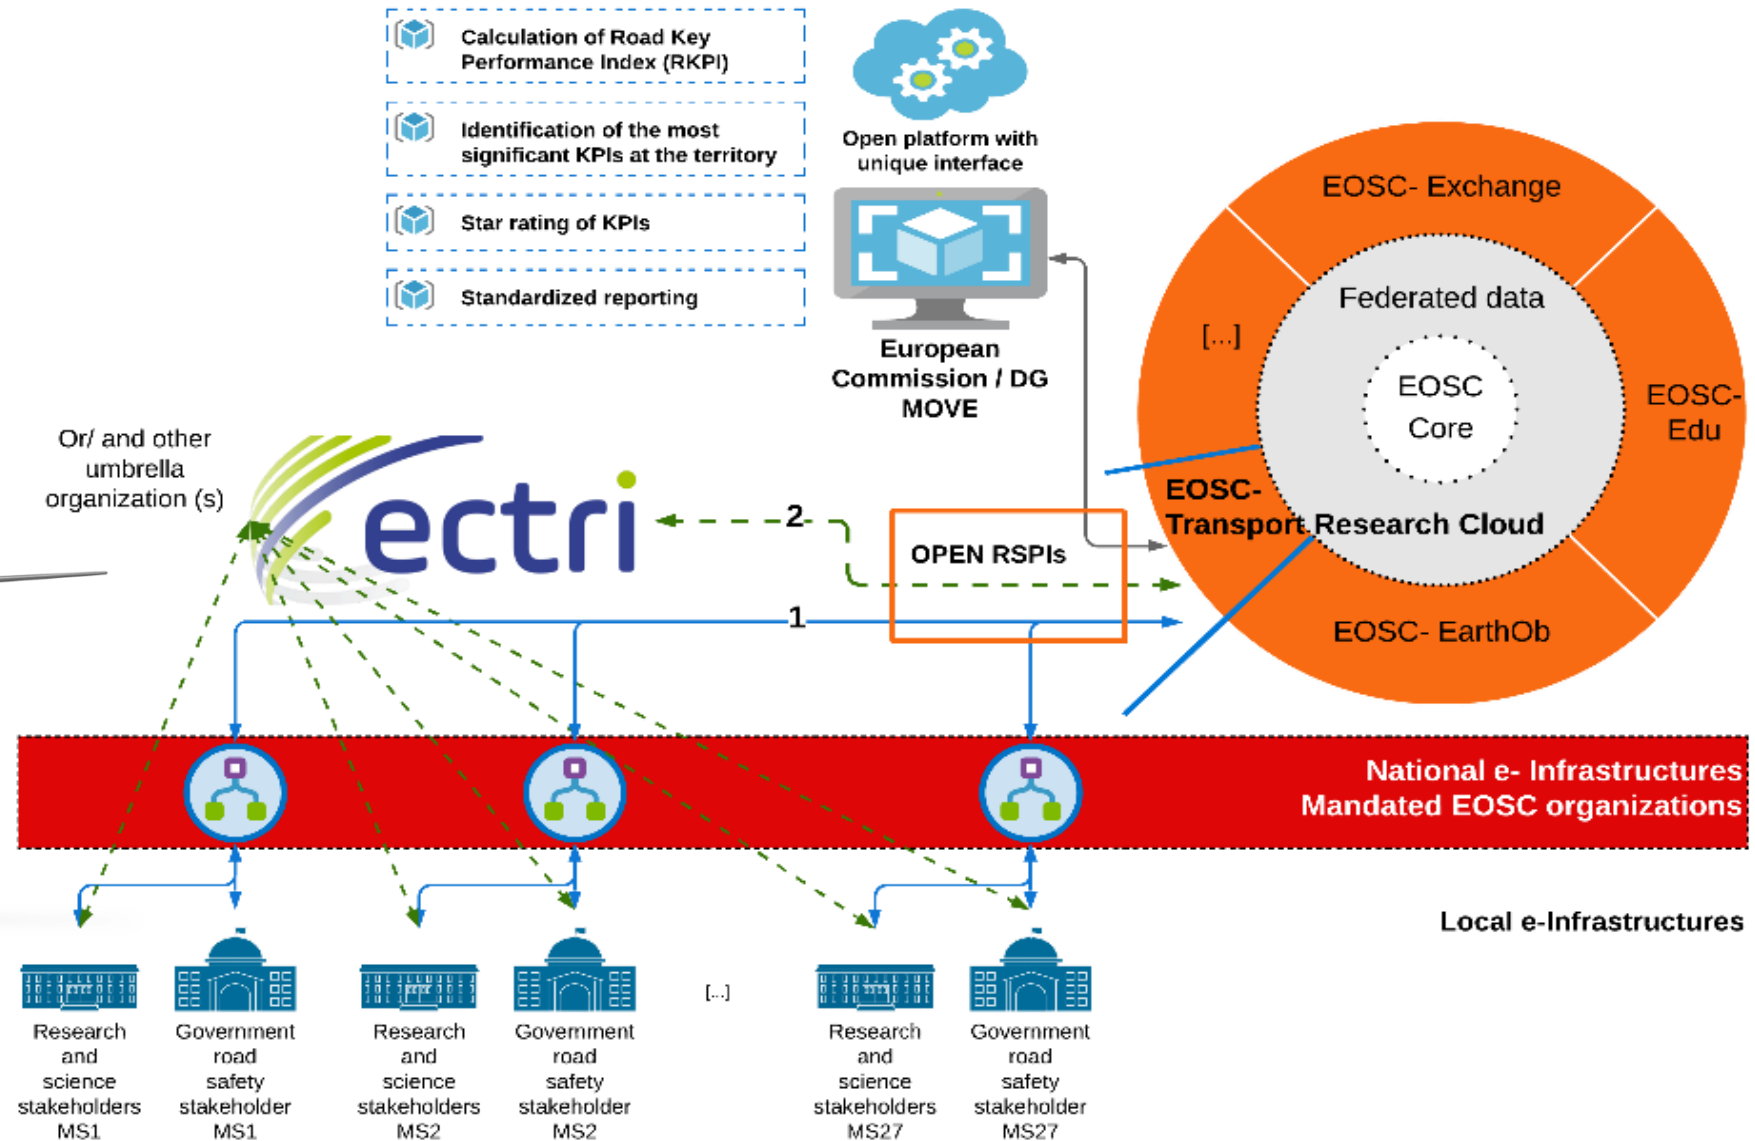 Calculation of Road Key
Performance Index (RKPI)
Identification of the most
significant KPIs at the territory
Star rating of KPIs
Standardized reporting
Open platform with
unique interface
European
Commission / DG
MOVE
EOSC- Exchange
Federated data
[...]
EOSC
Core
EOSC-
Edu
EOSC-
Transport Research Cloud
EOSC- EarthOb
Or/ and other
umbrella
organization (s)
ectri
2
OPEN RSPIs
1
National e- Infrastructures
Mandated EOSC organizations
Local e-Infrastructures
Research
and
science
stakeholders
MS1
Government
road
safety
stakeholder
MS1
Research
and
science
stakeholders
MS2
Government
road
safety
stakeholder
MS2
[...]
Research
and
science
stakeholders
MS27
Government
road
safety
stakeholder
MS27